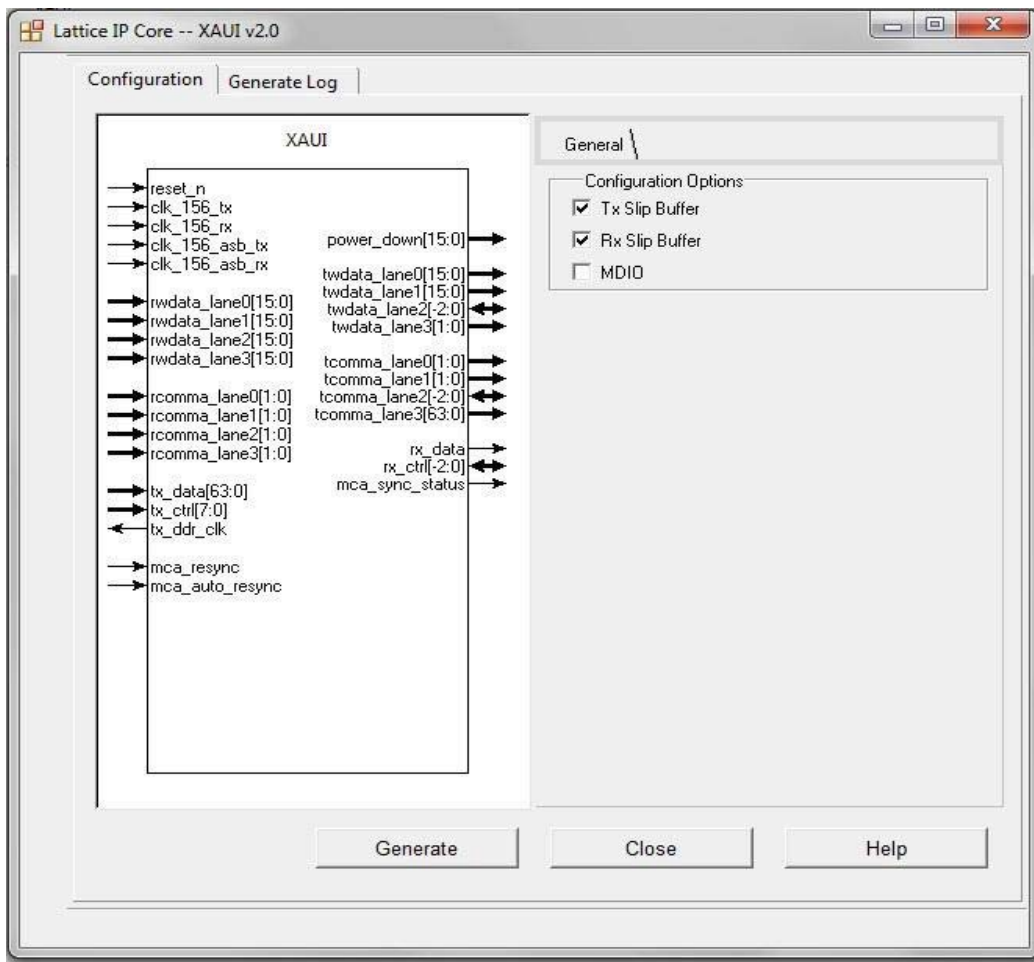 Lattice IP Core -- XAUI v2.0
Configuration
Generate Log
XAUI
reset_n
clk_156_tx
clk_156_rx
clk_156_asb_tx
clk_156_asb_rx
rwdata_lane0[15:0]
rwdata_lane1[15:0]
rwdata_lane2[15:0]
rwdata_lane3[15:0]
rcomma_lane0[1:0]
rcomma_lane1[1:0]
rcomma_lane2[1:0]
rcomma_lane3[1:0]
tx_data[63:0]
tx_ctrl[7:0]
tx_ddr_clk
mca_resync
mca_auto_resync
power_down[15:0]
twdata_lane0[15:0]
twdata_lane1[15:0]
twdata_lane2[-2:0]
twdata_lane3[1:0]
tcomma_lane0[1:0]
tcomma_lane1[1:0]
tcomma_lane2[-2:0]
tcomma_lane3[63:0]
rx_data
rx_ctrl[-2:0]
mca_sync_status
General
Configuration Options
Tx Slip Buffer
Rx Slip Buffer
MDIO
Generate
Close
Help